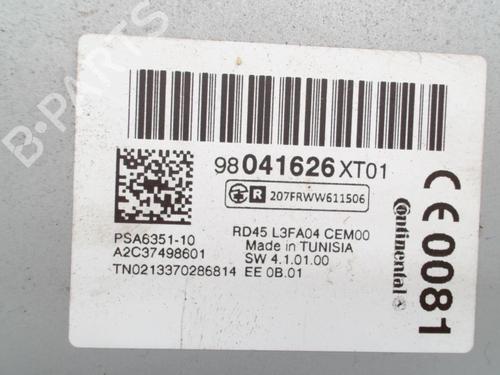 B-PARTS
98041626XT01
R 207FRWW611506
PSA6351-10
A2C37498601
TN0213370286814
RD45 L3FA04 CEM00
Made in TUNISIA
SW 4.1.01.00
EE 0B.01
Continental
CE 0081